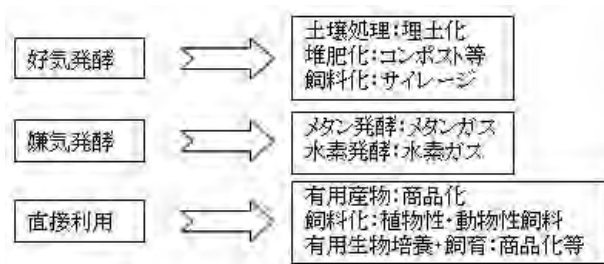 好気発酵
土壌処理:埋土化
堆肥化:コンポスト等
飼料化:サイレージ
嫌気発酵
メタン発酵:メタンガス
水素発酵:水素ガス
直接利用
有用産物:商品化
飼料化:植物性・動物性飼料
有用生物培養・飼育:商品化等